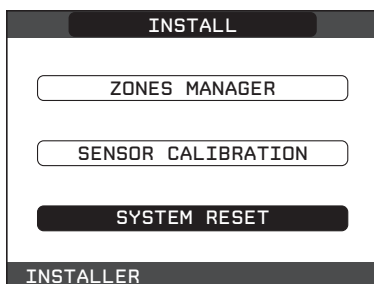 INSTALL
ZONES MANAGER
SENSOR CALIBRATION
SYSTEM RESET
INSTALLER